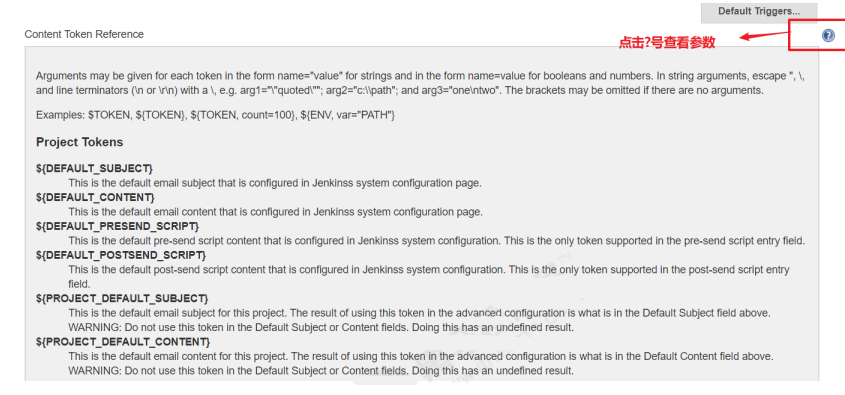 Default Triggers...
Content Token Reference
点击?号查看参数
?
Arguments may be given for each token in the form name="value" for strings and in the form name=value for booleans and numbers. In string arguments, escape ", \,
and line terminators (\n or \r\n) with a \, e.g. arg1="\"quoted\""; arg2="c:\\path"; and arg3="one\ntwo". The brackets may be omitted if there are no arguments.
Examples: $TOKEN, ${TOKEN}, ${TOKEN, count=100}, ${ENV, var="PATH"}
Project Tokens
${DEFAULT_SUBJECT}
This is the default email subject that is configured in Jenkinss system configuration page.
${DEFAULT_CONTENT}
This is the default email content that is configured in Jenkinss system configuration page.
${DEFAULT_PRESEND_SCRIPT}
This is the default pre-send script content that is configured in Jenkinss system configuration. This is the only token supported in the pre-send script entry field.
${DEFAULT_POSTSEND_SCRIPT}
This is the default post-send script content that is configured in Jenkinss system configuration. This is the only token supported in the post-send script entry
field.
${PROJECT_DEFAULT_SUBJECT}
This is the default email subject for this project. The result of using this token in the advanced configuration is what is in the Default Subject field above.
WARNING: Do not use this token in the Default Subject or Content fields. Doing this has an undefined result.
${PROJECT_DEFAULT_CONTENT}
This is the default email content for this project. The result of using this token in the advanced configuration is what is in the Default Content field above.
WARNING: Do not use this token in the Default Subject or Content fields. Doing this has an undefined result.